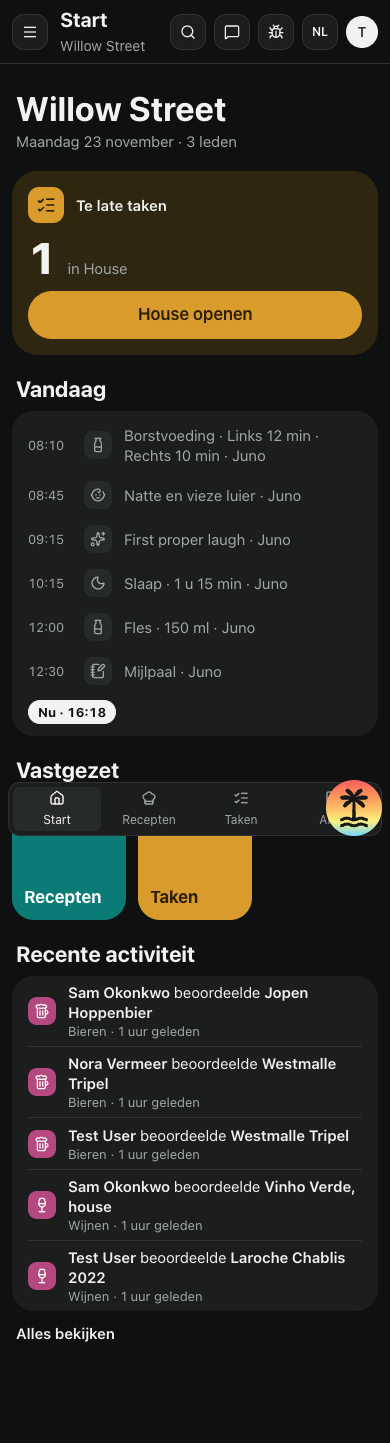 Start
Willow Street
NL
T
Willow Street
Maandag 23 november · 3 leden
Te late taken
1 in House
House openen
Vandaag
08:10 Borstvoeding · Links 12 min ·
Rechts 10 min · Juno
08:45 Natte en vieze luier · Juno
09:15 First proper laugh · Juno
10:15 Slaap · 1 u 15 min · Juno
12:00 Fles · 150 ml · Juno
12:30 Mijlpaal · Juno
Nu · 16:18
Vastgezet
Start Recepten Taken
Recepten Taken
Recente activiteit
Sam Okonkwo beoordeelde Jopen
Hoppenbier
Bieren · 1 uur geleden
Nora Vermeer beoordeelde Westmalle
Tripel
Bieren · 1 uur geleden
Test User beoordeelde Westmalle Tripel
Bieren · 1 uur geleden
Sam Okonkwo beoordeelde Vinho Verde,
house
Wijnen · 1 uur geleden
Test User beoordeelde Laroche Chablis
2022
Wijnen · 1 uur geleden
Alles bekijken